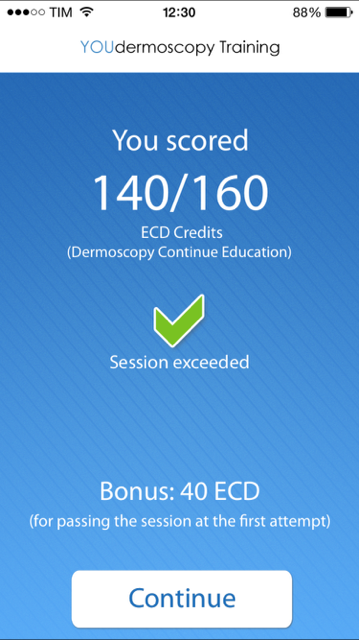 TIM 12:30 88%
YOUdermoscopy Training
You scored
140/160
ECD Credits
(Dermoscopy Continue Education)
Session exceeded
Bonus: 40 ECD
(for passing the session at the first attempt)
Continue